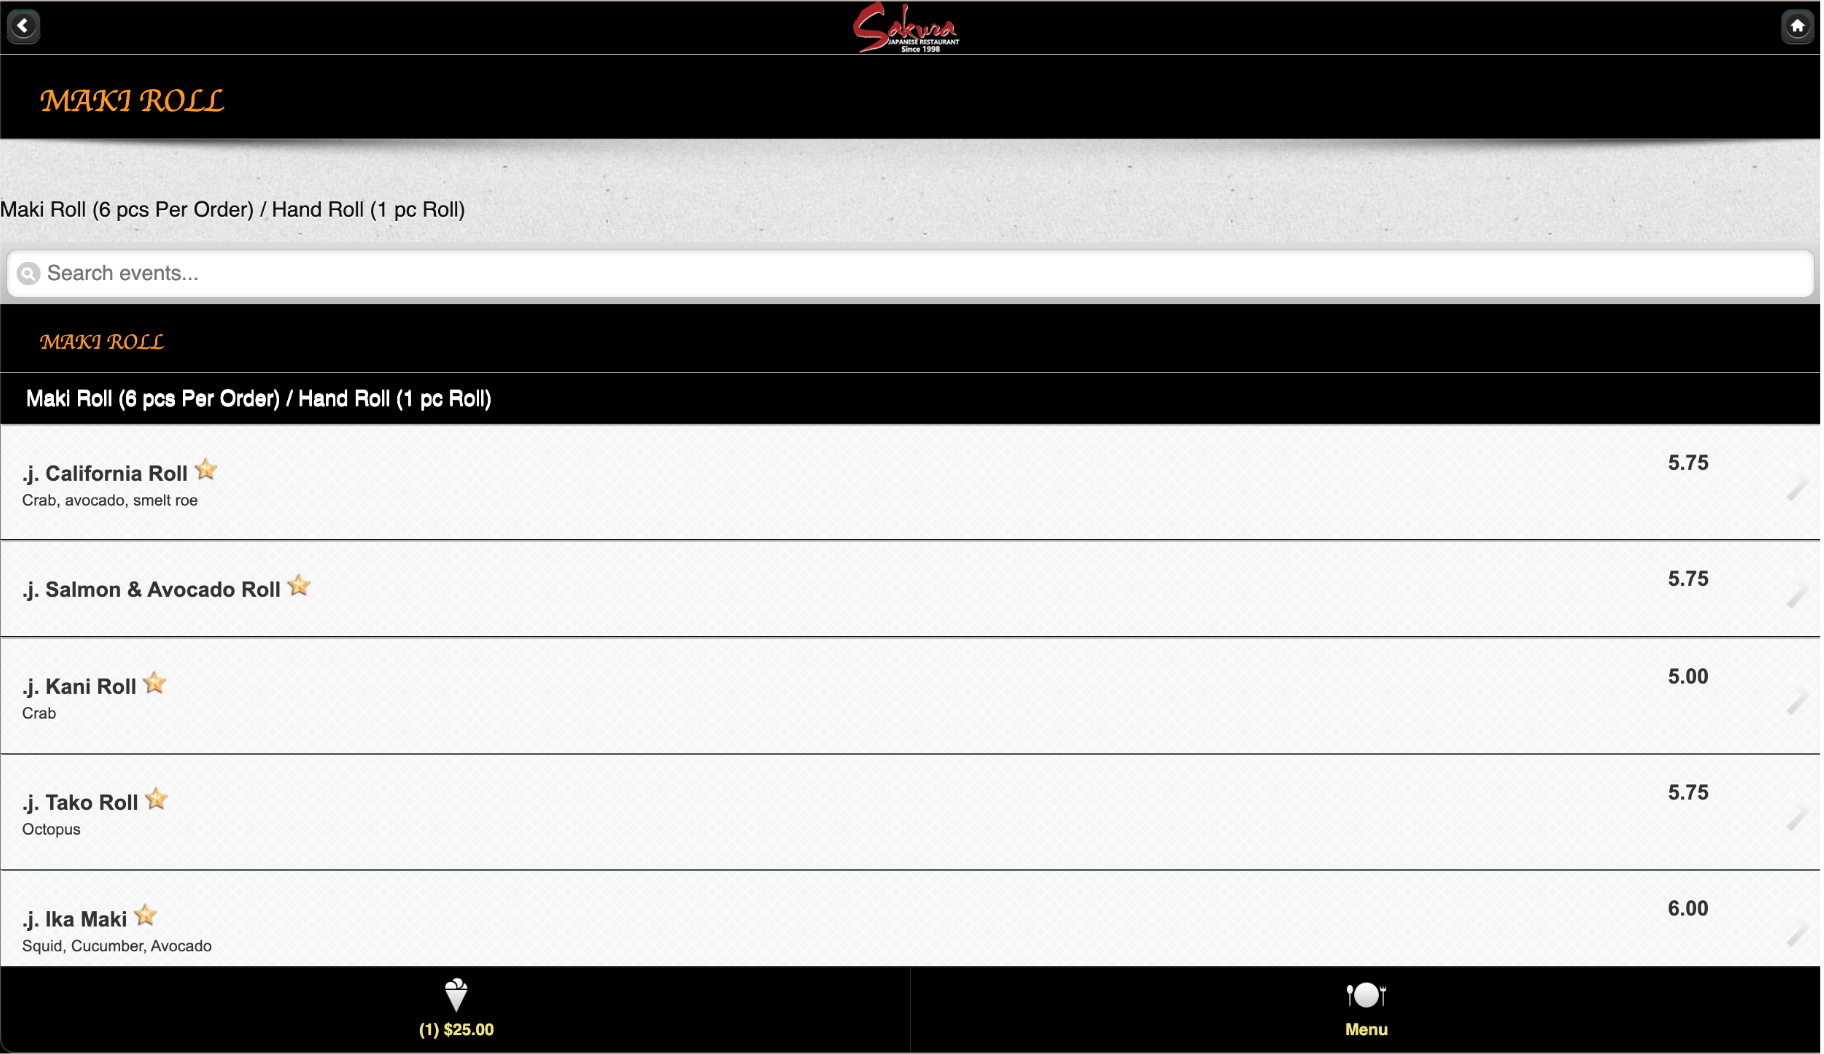 Sakura
JAPANESE RESTAURANT
Since 1998
MAKI ROLL
Maki Roll (6 pcs Per Order) / Hand Roll (1 pc Roll)
Search events...
MAKI ROLL
Maki Roll (6 pcs Per Order) / Hand Roll (1 pc Roll)
.j. California Roll 5.75
Crab, avocado, smelt roe
.j. Salmon & Avocado Roll 5.75
.j. Kani Roll 5.00
Crab
.j. Tako Roll 5.75
Octopus
.j. Ika Maki 6.00
Squid, Cucumber, Avocado
(1) $25.00 Menu